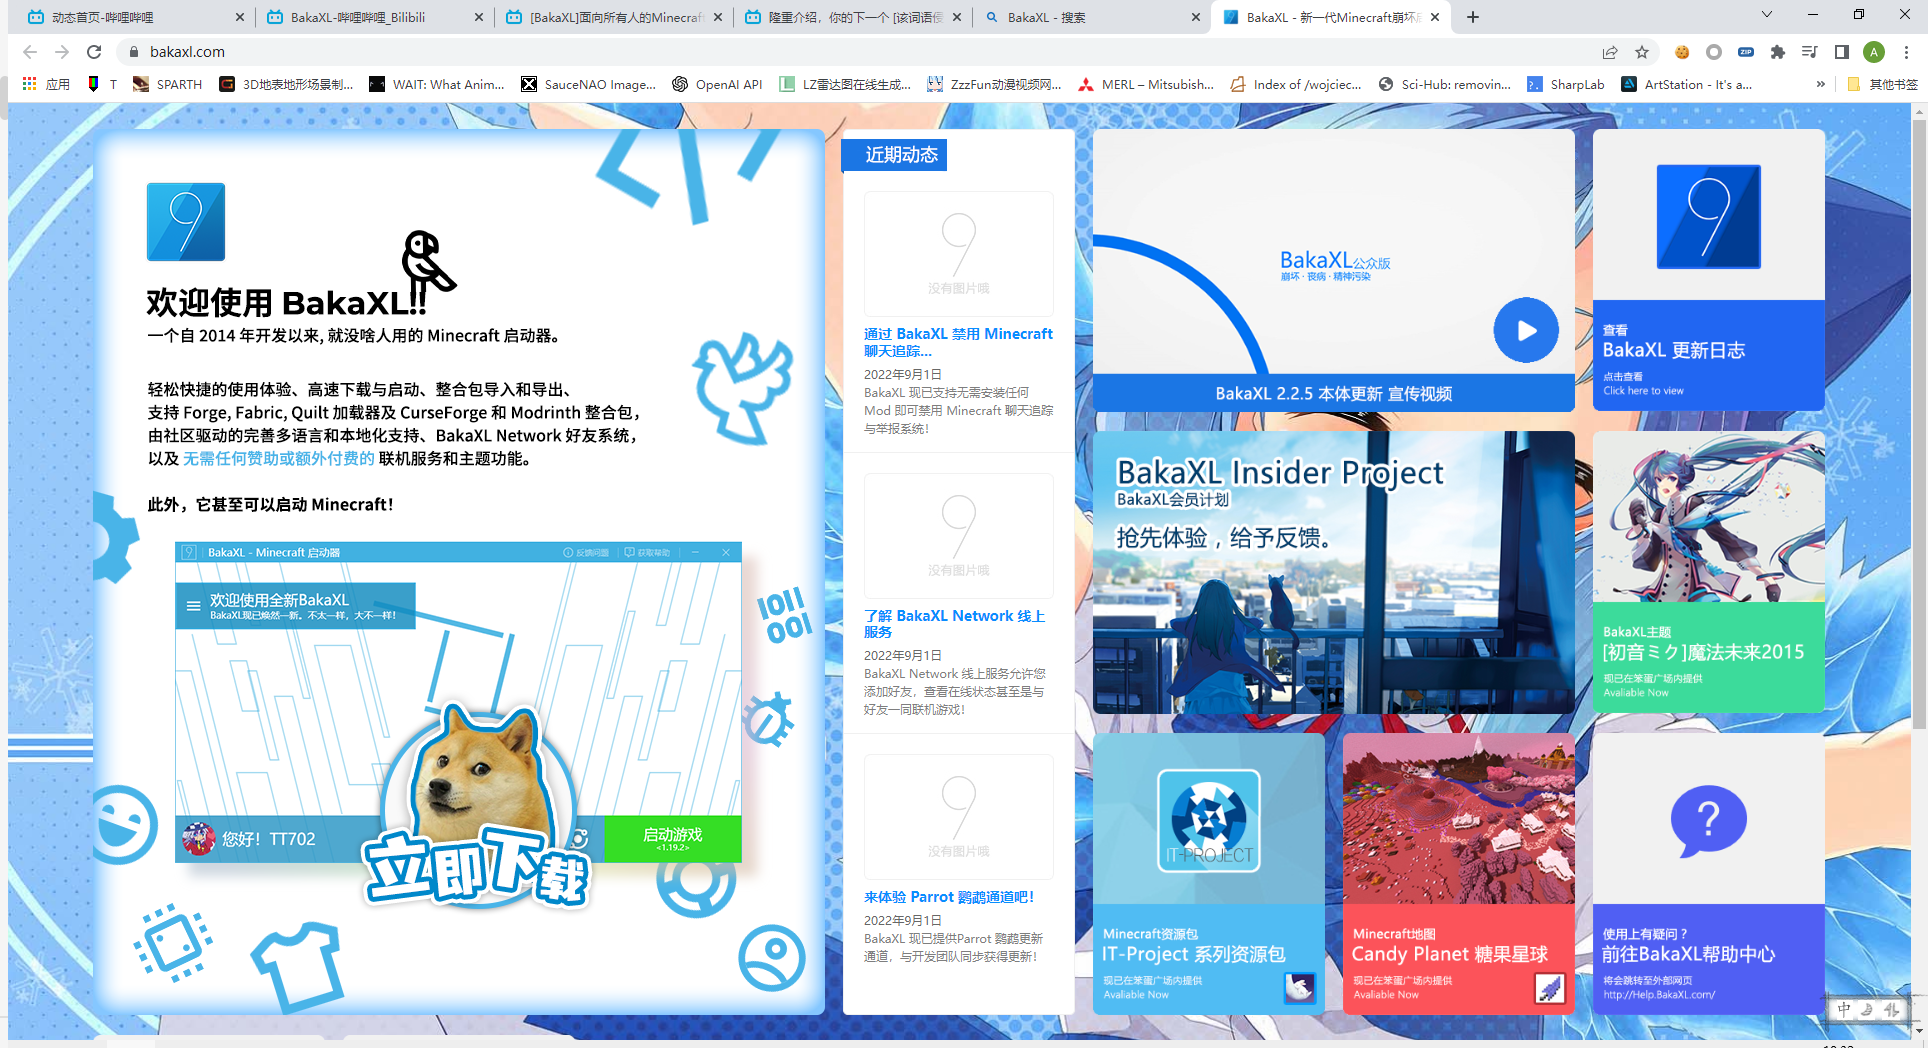 动态首页-哔哩哔哩
BakaXL-哔哩哔哩_Bilibili
[BakaXL]面向所有人的Minecraft
隆重介绍，你的下一个 [该词语侵
BakaXL - 搜索
BakaXL - 新一代Minecraft崩坏启
bakaxl.com
A
应用
T
SPARTH
3D地表地形场景制...
WAIT: What Anim...
SauceNAO Image...
OpenAI API
LZ雷达图在线生成...
ZzzFun动漫视频网...
MERL – Mitsubish...
Index of /wojciec...
Sci-Hub: removin...
SharpLab
ArtStation - It's a...
»
其他书签
9
欢迎使用 BakaXL!!
一个自 2014 年开发以来, 就没啥人用的 Minecraft 启动器。
轻松快捷的使用体验、高速下载与启动、整合包导入和导出、
支持 Forge, Fabric, Quilt 加载器及 CurseForge 和 Modrinth 整合包，
由社区驱动的完善多语言和本地化支持、BakaXL Network 好友系统，
以及 无需任何赞助或额外付费的 联机服务和主题功能。
此外，它甚至可以启动 Minecraft！
9
BakaXL - Minecraft 启动器
反馈问题
获取帮助
欢迎使用全新BakaXL
BakaXL现已焕然一新。不太一样，大不一样！
您好！TT702
启动游戏
<1.19.2>
立即下载
近期动态
9
没有图片哦
通过 BakaXL 禁用 Minecraft
聊天追踪...
2022年9月1日
BakaXL 现已支持无需安装任何
Mod 即可禁用 Minecraft 聊天追踪
与举报系统！
9
没有图片哦
了解 BakaXL Network 线上
服务
2022年9月1日
BakaXL Network 线上服务允许您
添加好友，查看在线状态甚至是与
好友一同联机游戏！
9
没有图片哦
来体验 Parrot 鹦鹉通道吧！
2022年9月1日
BakaXL 现已提供Parrot 鹦鹉更新
通道，与开发团队同步获得更新！
BakaXL公众版
崩坏 · 丧病 · 精神污染
BakaXL 2.2.5 本体更新 宣传视频
9
查看
BakaXL 更新日志
点击查看
Click here to view
BakaXL Insider Project
BakaXL会员计划
抢先体验，给予反馈。
BakaXL主题
[初音ミク]魔法未来2015
现已在笨蛋广场内提供
Avaliable Now
IT-PROJECT
Minecraft资源包
IT-Project 系列资源包
现已在笨蛋广场内提供
Avaliable Now
Minecraft地图
Candy Planet 糖果星球
现已在笨蛋广场内提供
Avaliable Now
?
使用上有疑问？
前往BakaXL帮助中心
将会跳转至外部网页
http://Help.BakaXL.com/
中